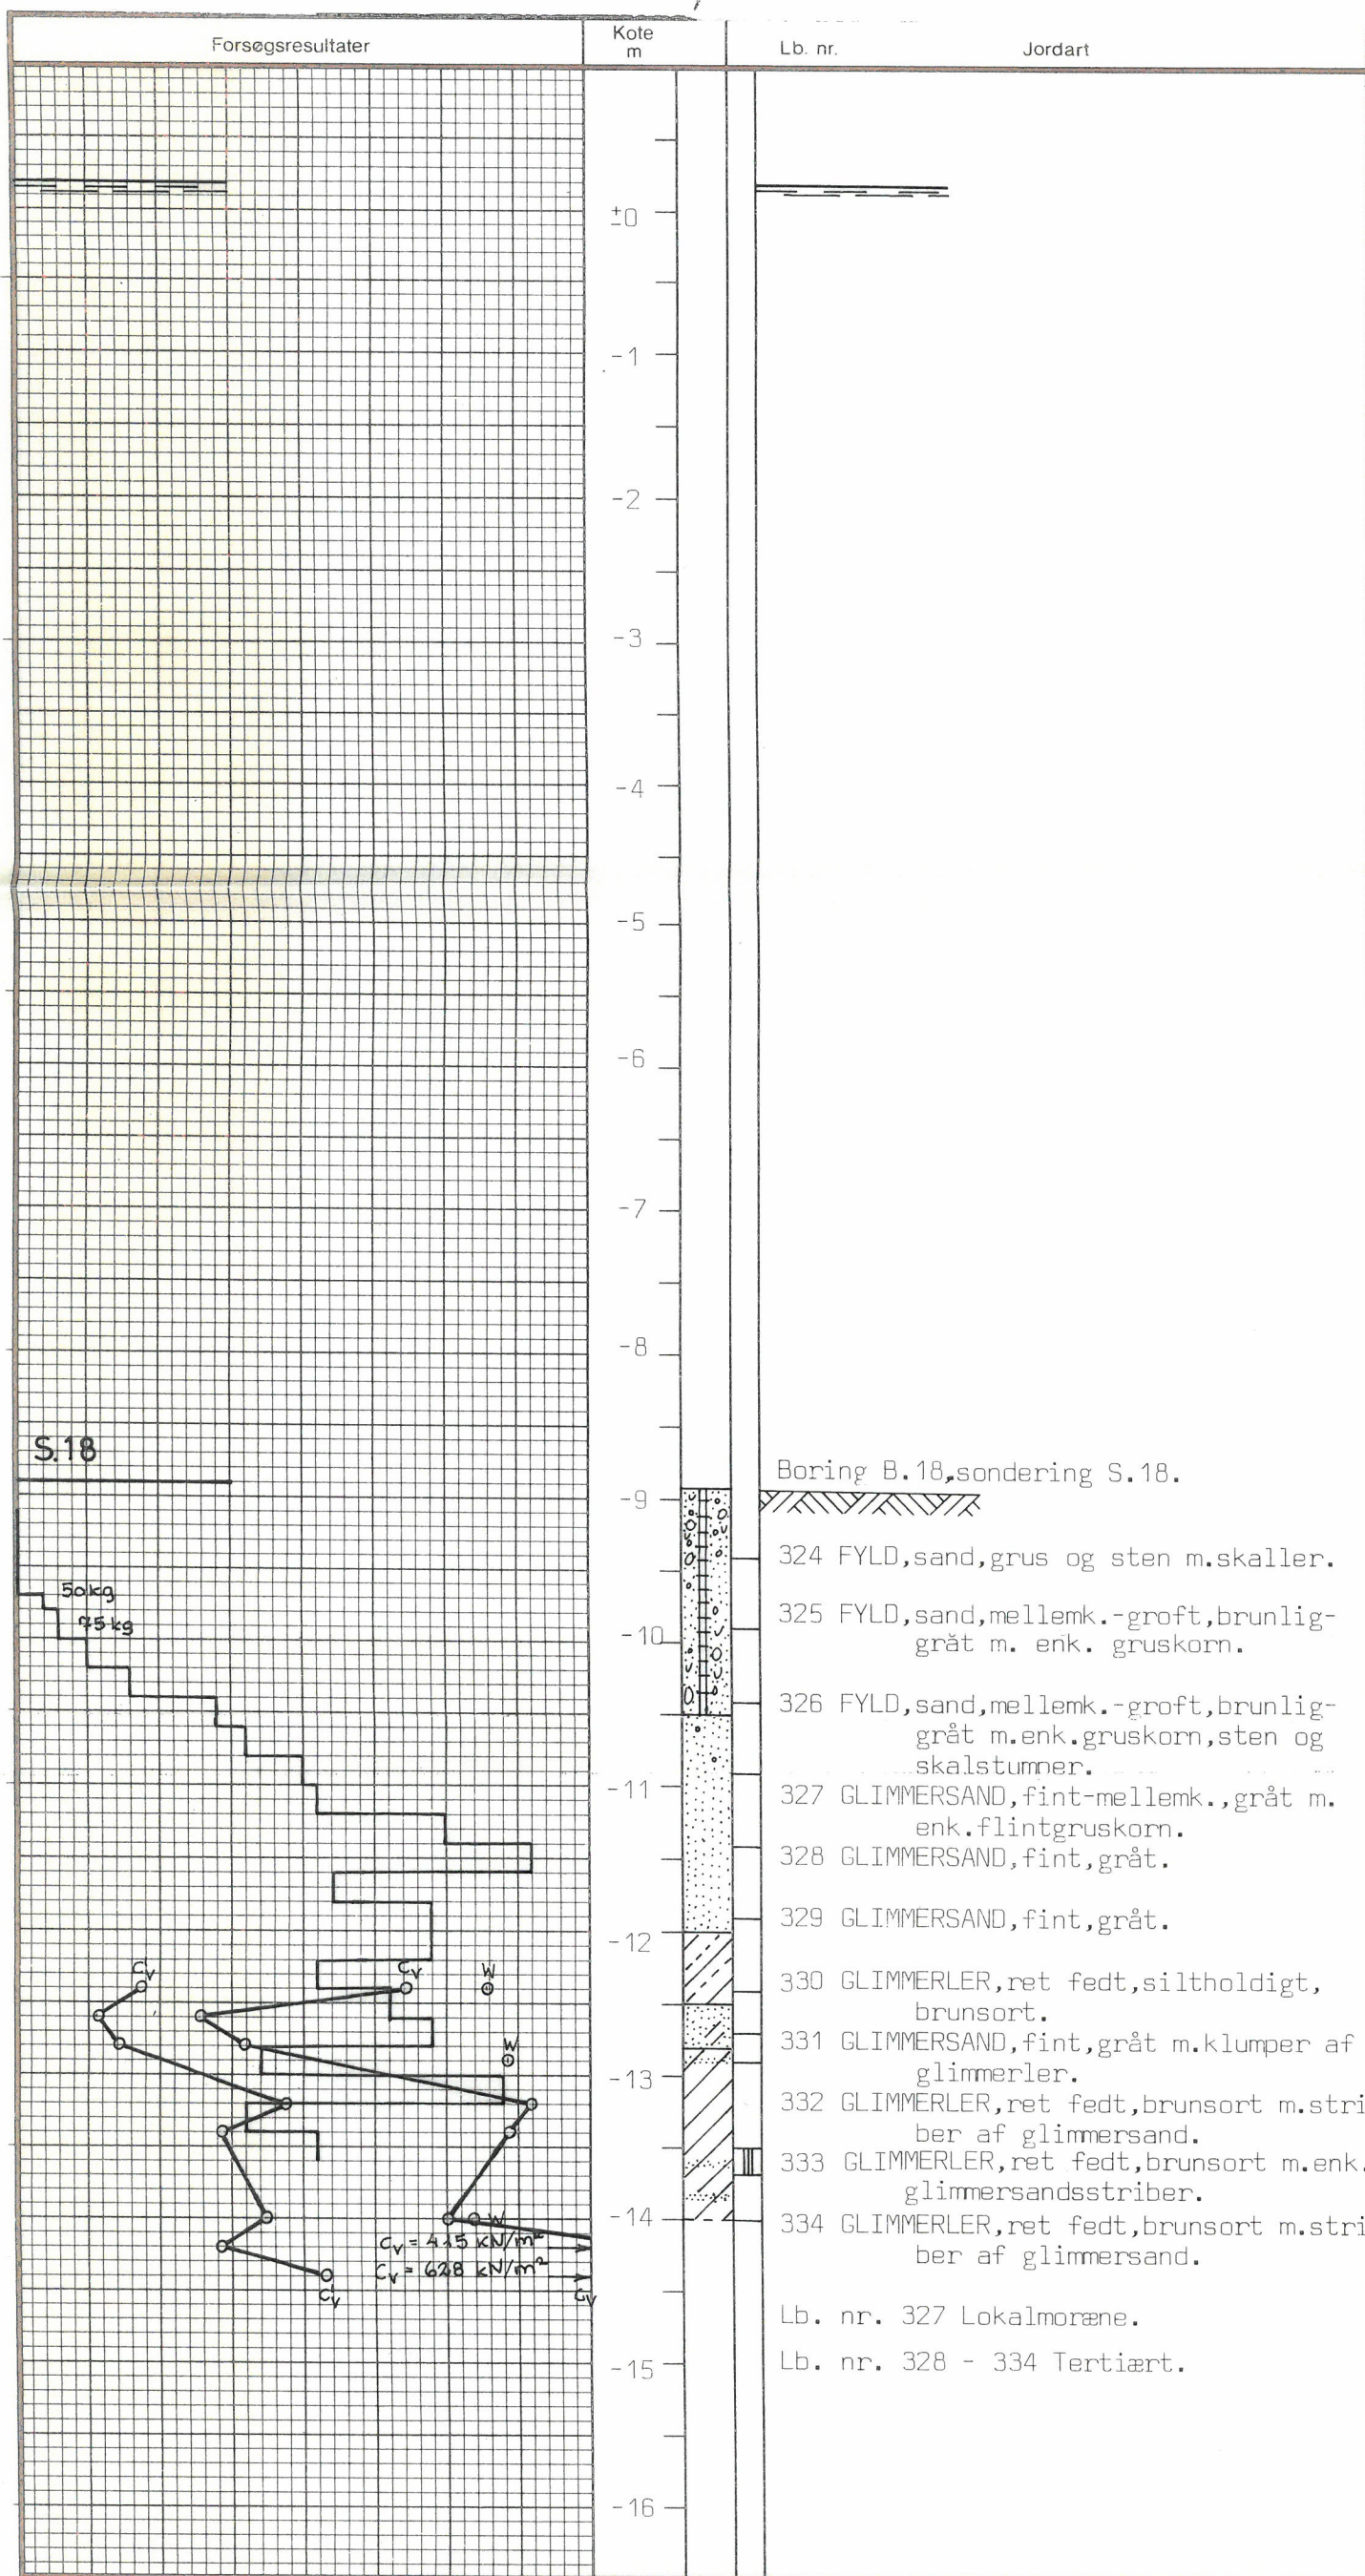 Forsøgsresultater
Kote
m
Lb. nr.
Jordart
±0
-1
-2
-3
-4
-5
-6
-7
-8
S.18
Boring B.18,sondering S.18.
-9
324 FYLD,sand,grus og sten m.skaller.
50kg
75kg
325 FYLD,sand,mellemk.-groft,brunlig-
gråt m. enk. gruskorn.
-10
326 FYLD,sand,mellemk.-groft,brunlig-
gråt m.enk.gruskorn,sten og
skalstumper.
-11
327 GLIMMERSAND,fint-mellemk.,gråt m.
enk.flintgruskorn.
328 GLIMMERSAND,fint,gråt.
329 GLIMMERSAND,fint,gråt.
-12
Cv
Cv
W
330 GLIMMERLER,ret fedt,siltholdigt,
brunsort.
331 GLIMMERSAND,fint,gråt m.klumper af
glimmerler.
W
-13
332 GLIMMERLER,ret fedt,brunsort m.stri
ber af glimmersand.
333 GLIMMERLER,ret fedt,brunsort m.enk.
glimmersandsstriber.
-14
W
334 GLIMMERLER,ret fedt,brunsort m.stri
ber af glimmersand.
Cv = 415 kN/m²
Cv = 628 kN/m²
Cv
Cv
Lb. nr. 327 Lokalmoræne.
Lb. nr. 328 - 334 Tertiært.
-15
-16